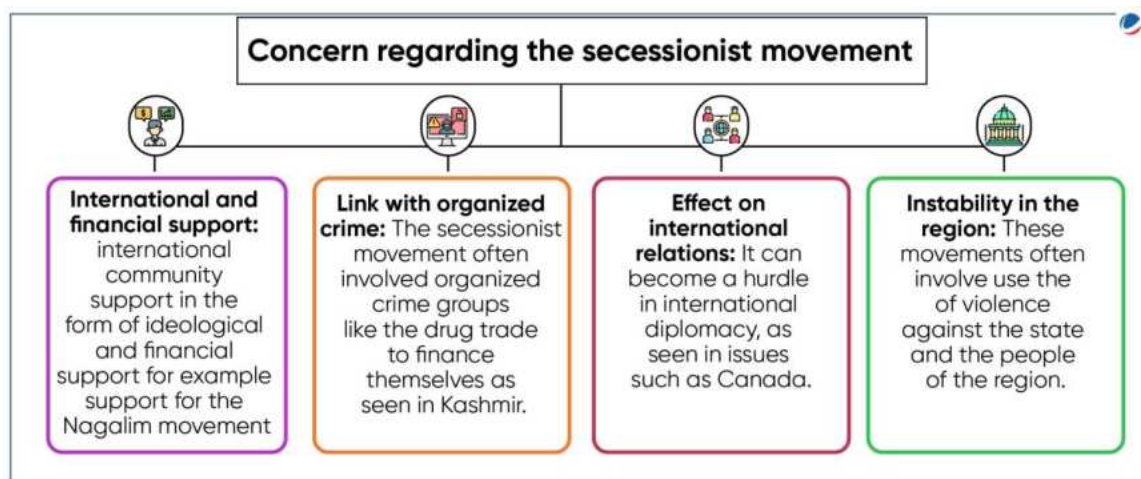 Concern regarding the secessionist movement
International and
financial support:
international
community
support in the
form of ideological
and financial
support for example
support for the
Nagalim movement
Link with organized
crime: The secessionist
movement often
involved organized
crime groups
like the drug trade
to finance
themselves as
seen in Kashmir.
Effect on
international
relations: It can
become a hurdle
in international
diplomacy, as
seen in issues
such as Canada.
Instability in the
region: These
movements often
involve use the
of violence
against the state
and the people
of the region.